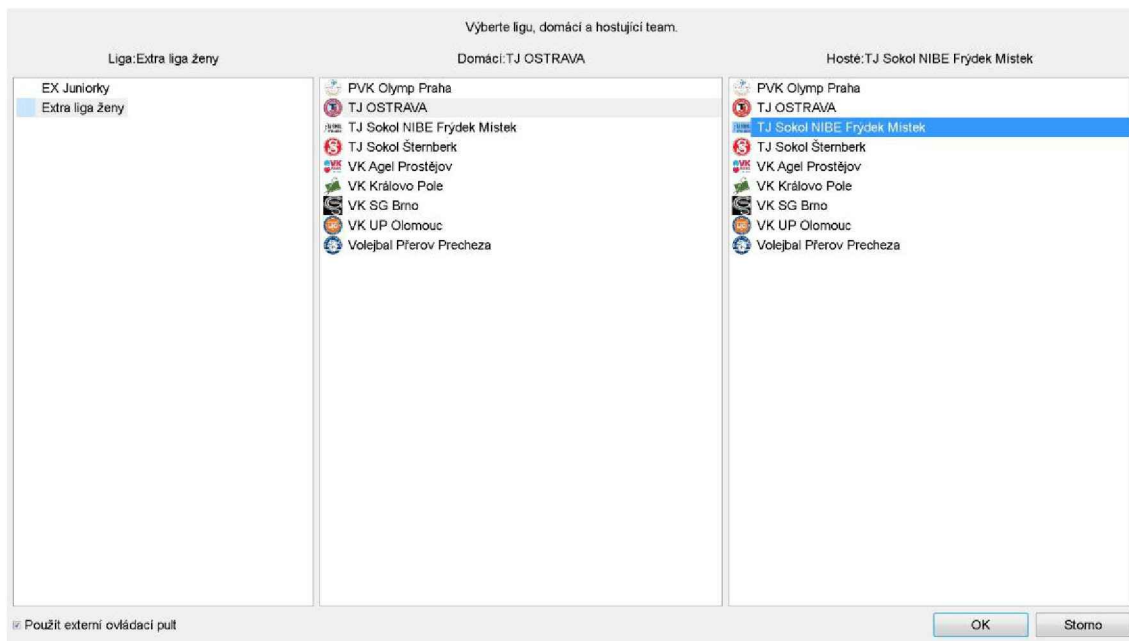 Výberte ligu, domácí a hostující team.
Liga:Extra liga ženy
Domácí:TJ OSTRAVA
Hosté:TJ Sokol NIBE Frýdek Místek
EX Juniorky
Extra liga ženy
PVK Olymp Praha
TJ OSTRAVA
TJ Sokol NIBE Frýdek Místek
TJ Sokol Šternberk
VK Agel Prostějov
VK Královo Pole
VK SG Brno
VK UP Olomouc
Volejbal Přerov Precheza
PVK Olymp Praha
TJ OSTRAVA
TJ Sokol NIBE Frýdek Místek
TJ Sokol Šternberk
VK Agel Prostějov
VK Královo Pole
VK SG Brno
VK UP Olomouc
Volejbal Přerov Precheza
Použít externí ovládací pult
OK
Storno